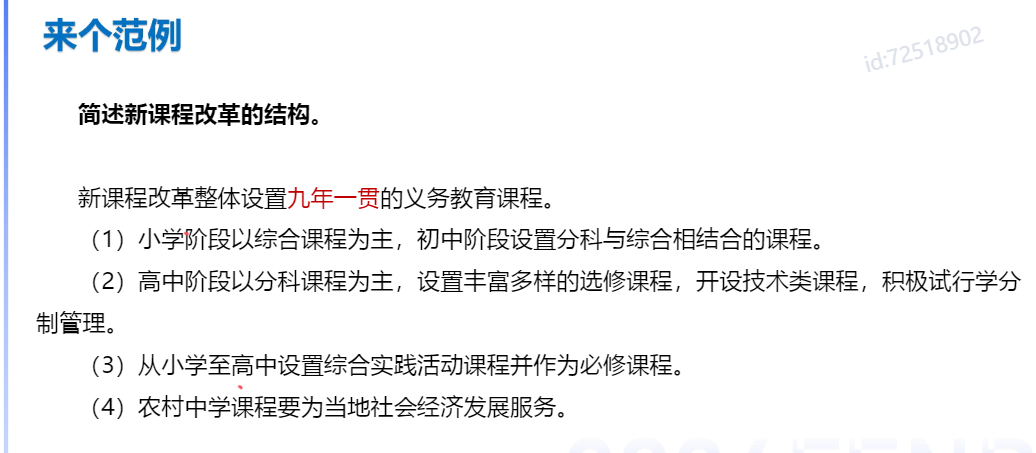 来个范例
id:72518902
简述新课程改革的结构。
新课程改革整体设置九年一贯的义务教育课程。
（1）小学阶段以综合课程为主，初中阶段设置分科与综合相结合的课程。
（2）高中阶段以分科课程为主，设置丰富多样的选修课程，开设技术类课程，积极试行学分
制管理。
（3）从小学至高中设置综合实践活动课程并作为必修课程。
（4）农村中学课程要为当地社会经济发展服务。